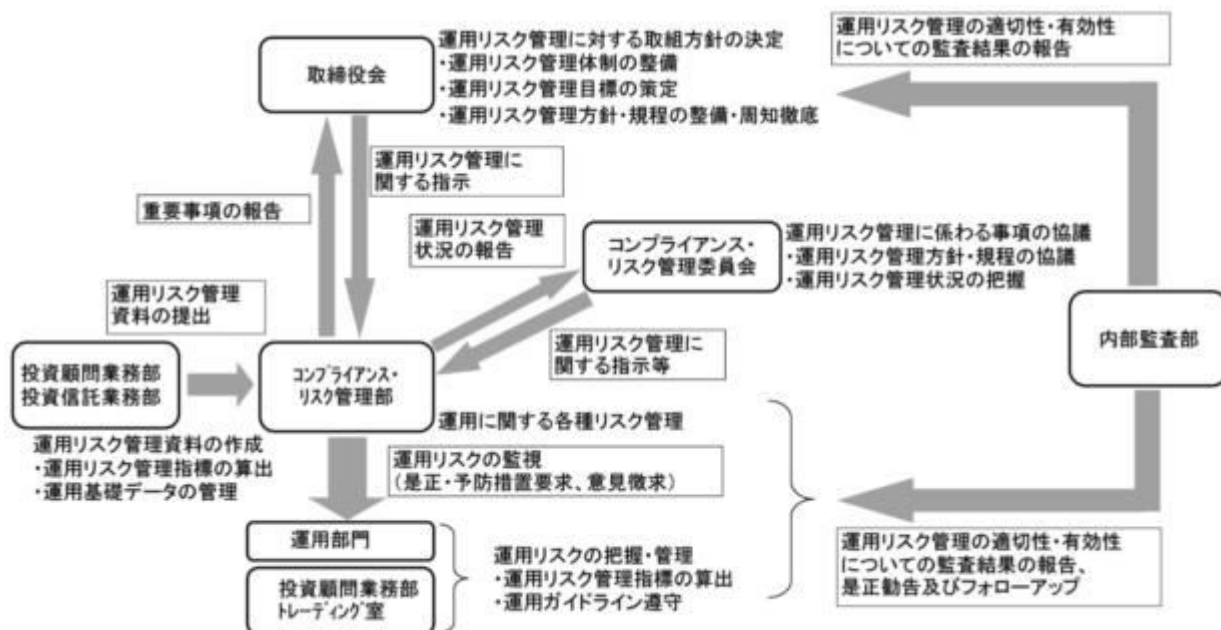 取締役会
運用リスク管理に対する取組方針の決定
・運用リスク管理体制の整備
・運用リスク管理目標の策定
・運用リスク管理方針・規程の整備・周知徹底
運用リスク管理の適切性・有効性
についての監査結果の報告
運用リスク管理に
関する指示
重要事項の報告
運用リスク管理
状況の報告
コンプライアンス・
リスク管理委員会
運用リスク管理に係わる事項の協議
・運用リスク管理方針・規程の協議
・運用リスク管理状況の把握
運用リスク管理
資料の提出
内部監査部
投資顧問業務部
投資信託業務部
コンプライアンス・
リスク管理部
運用リスク管理に
関する指示等
運用に関する各種リスク管理
運用リスク管理資料の作成
・運用リスク管理指標の算出
・運用基礎データの管理
運用リスクの監視
(是正・予防措置要求、意見徴求)
運用部門
投資顧問業務部
トレーディング室
運用リスクの把握・管理
・運用リスク管理指標の算出
・運用ガイドライン遵守
運用リスク管理の適切性・有効性
についての監査結果の報告、
是正勧告及びフォローアップ